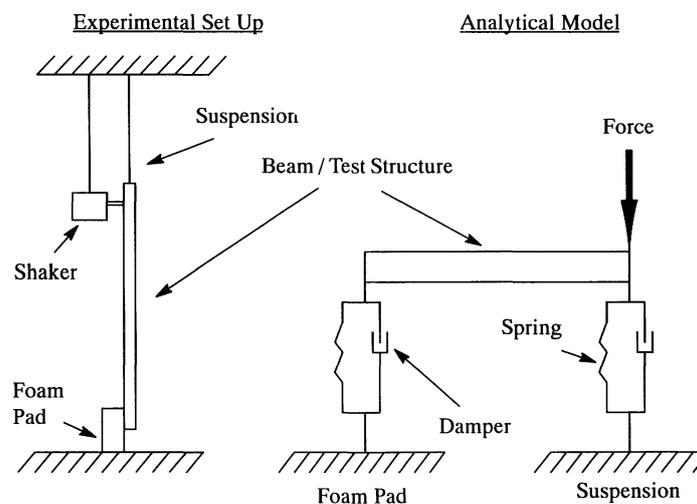 Experimental Set Up
Analytical Model
Suspension
Force
Beam / Test Structure
Shaker
Spring
Foam
Pad
Damper
Foam Pad
Suspension